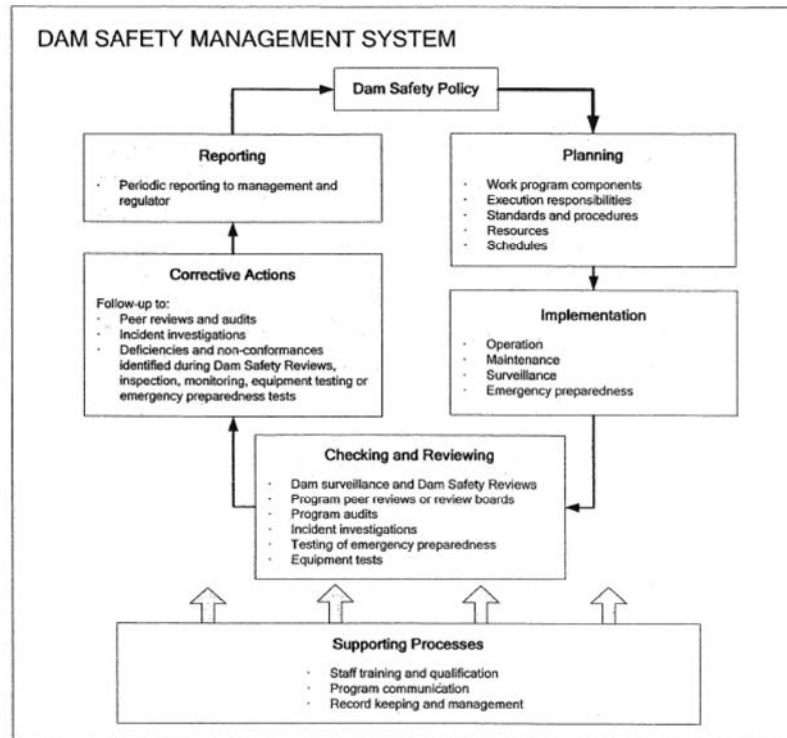 DAM SAFETY MANAGEMENT SYSTEM
Dam Safety Policy
Planning
· Work program components
· Execution responsibilities
· Standards and procedures
· Resources
· Schedules
Implementation
· Operation
· Maintenance
· Surveillance
· Emergency preparedness
Checking and Reviewing
· Dam surveillance and Dam Safety Reviews
· Program peer reviews or review boards
· Program audits
· Incident investigations
· Testing of emergency preparedness
· Equipment tests
Corrective Actions
Follow-up to:
· Peer reviews and audits
· Incident investigations
· Deficiencies and non-conformances
identified during Dam Safety Reviews,
inspection, monitoring, equipment testing or
emergency preparedness tests
Reporting
· Periodic reporting to management and
regulator
Supporting Processes
· Staff training and qualification
· Program communication
· Record keeping and management